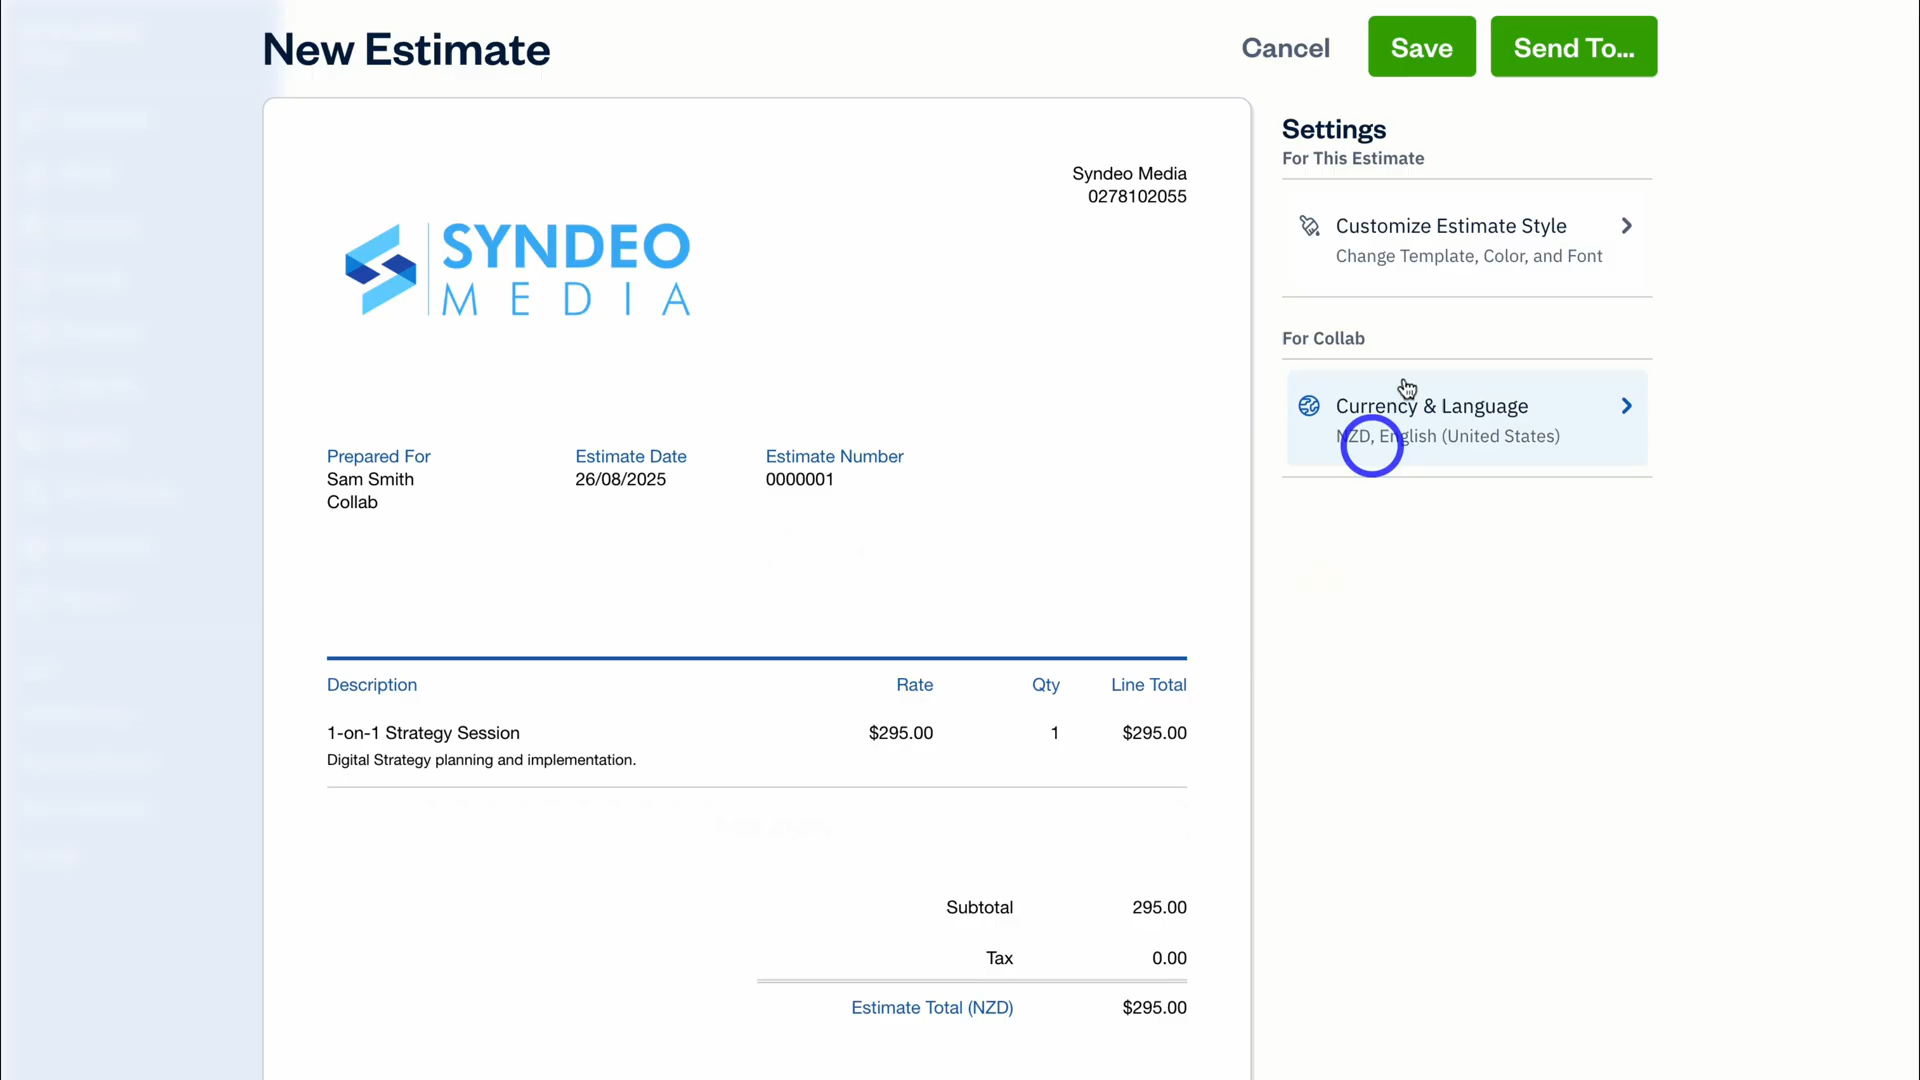 New Estimate
Cancel
Save
Send To...
Syndeo Media
0278102055
SYNDEO
MEDIA
Prepared For
Sam Smith
Collab
Estimate Date
26/08/2025
Estimate Number
0000001
Description Rate Qty Line Total
1-on-1 Strategy Session $295.00 1 $295.00
Digital Strategy planning and implementation.
Subtotal 295.00
Tax 0.00
Estimate Total (NZD) $295.00
Settings
For This Estimate
Customize Estimate Style
Change Template, Color, and Font
For Collab
Currency & Language
NZD, English (United States)